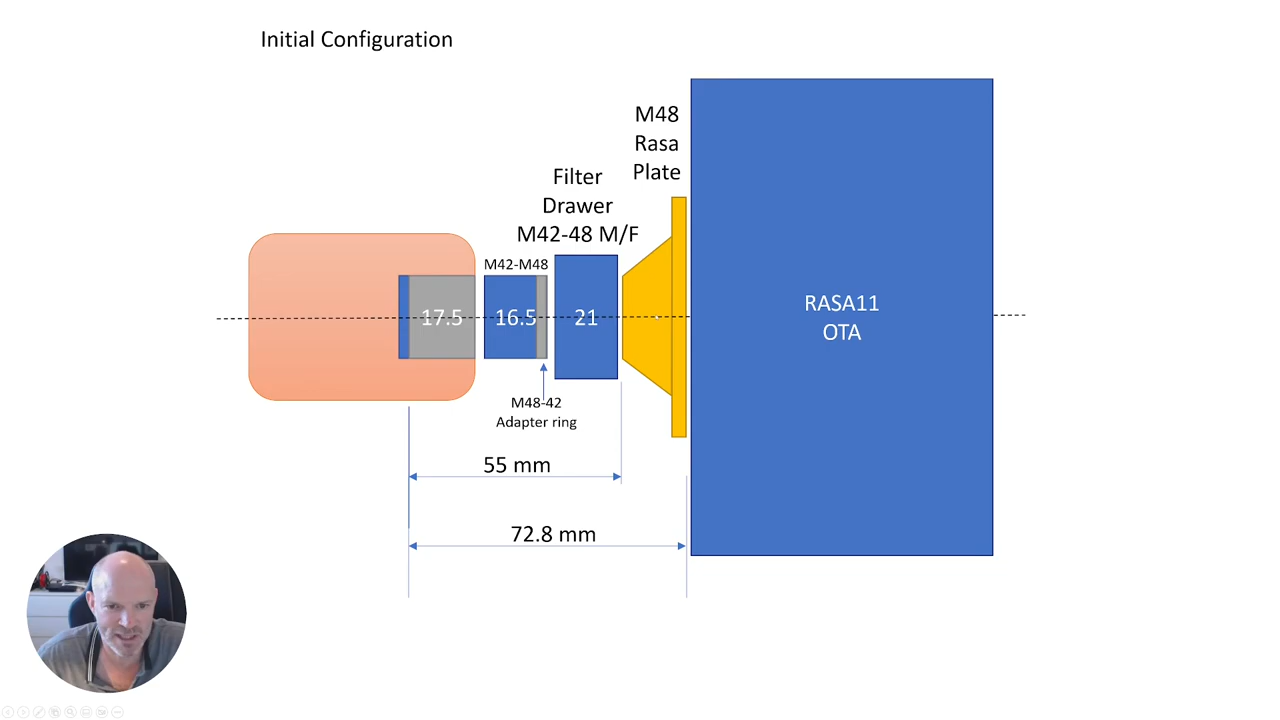 Initial Configuration
M48
Rasa
Plate
Filter
Drawer
M42-48 M/F
M42-M48
17.5
16.5
21
RASA11
OTA
M48-42
Adapter ring
55 mm
72.8 mm